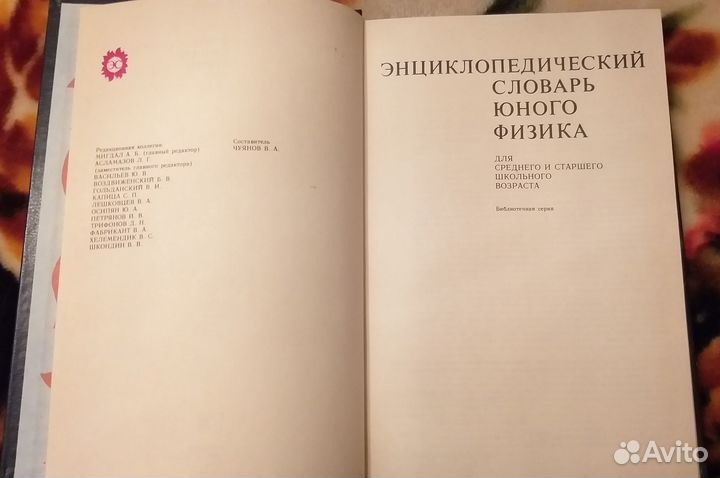 ЭС
Редакционная коллегия:
МИГДАЛ А. Б. (главный редактор)
АСЛАМАЗОВ Л. Г.
(заместитель главного редактора)
ВАСИЛЬЕВ Ю. В.
ВОЗДВИЖЕНСКИЙ Б. В.
ГОЛЬДАНСКИЙ В. И.
КАПИЦА С. П.
ЛЕШКОВЦЕВ В. А.
ОСИПЯН Ю. А.
ПЕТРЯНОВ И. В.
ТРИФОНОВ Д. Н.
ФАБРИКАНТ В. А.
ХЕЛЕМЕНДИК В. С.
ШКОНДИН В. В.
Составитель
ЧУЯНОВ В. А.
ЭНЦИКЛОПЕДИЧЕСКИЙ
СЛОВАРЬ
ЮНОГО
ФИЗИКА
ДЛЯ
СРЕДНЕГО И СТАРШЕГО
ШКОЛЬНОГО
ВОЗРАСТА
Библиотечная серия
Avito